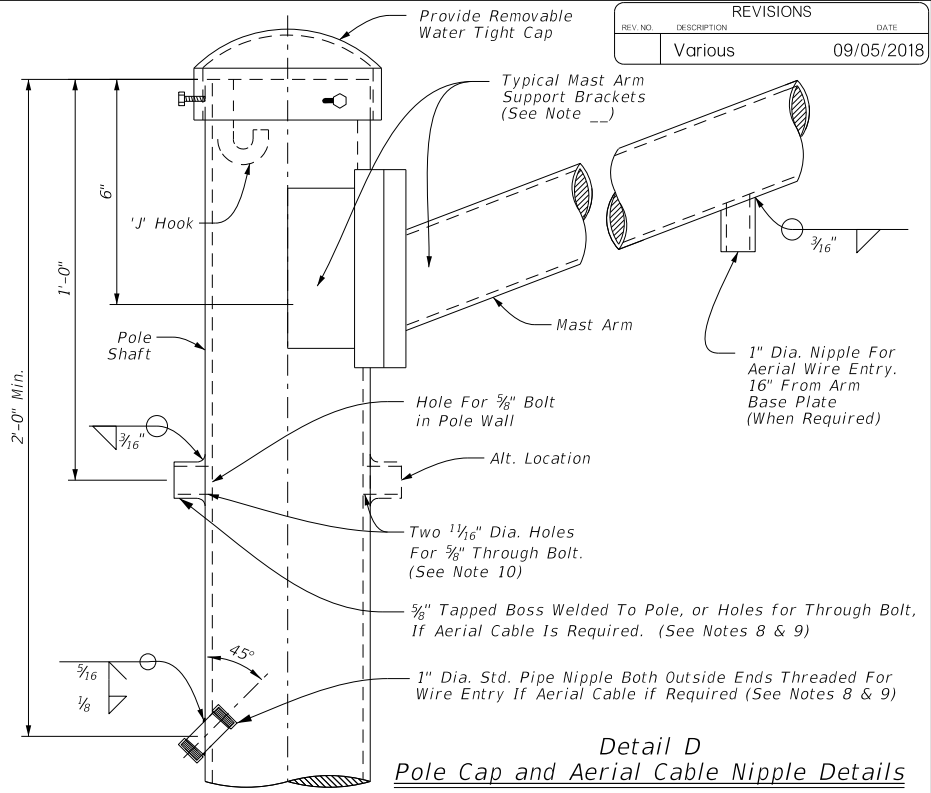 REVISIONS
REV. NO. DESCRIPTION DATE
Various 09/05/2018
Provide Removable
Water Tight Cap
Typical Mast Arm
Support Brackets
(See Note __)
6"
'J' Hook
1'-0"
3/16"
Mast Arm
Pole
Shaft
1" Dia. Nipple For
Aerial Wire Entry.
16" From Arm
Base Plate
(When Required)
2'-0" Min.
Hole For 5/8" Bolt
in Pole Wall
3/16"
Alt. Location
Two 11/16" Dia. Holes
For 5/8" Through Bolt.
(See Note 10)
5/8" Tapped Boss Welded To Pole, or Holes for Through Bolt,
If Aerial Cable Is Required. (See Notes 8 & 9)
45°
5/16
1/8
1" Dia. Std. Pipe Nipple Both Outside Ends Threaded For
Wire Entry If Aerial Cable if Required (See Notes 8 & 9)
Detail D
Pole Cap and Aerial Cable Nipple Details